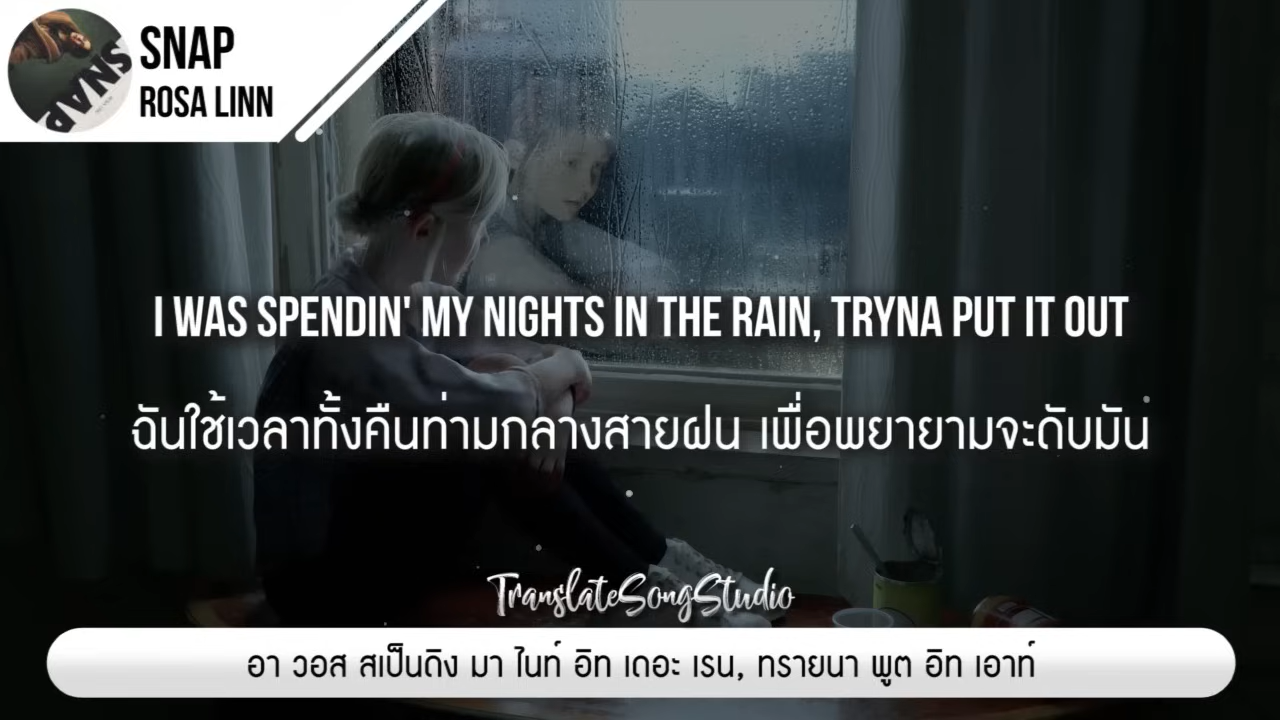 SNAP
ROSA LINN
SNAP
I WAS SPENDIN' MY NIGHTS IN THE RAIN, TRYNA PUT IT OUT
ฉันใช้เวลาทั้งคืนท่ามกลางสายฝน เพื่อพยายามจะดับมัน
TranslateSongStudio
อา วอส สเป็นดิง มา ไนท์ อิท เดอะ เรน, ทรายนา พูต อิท เอาท์